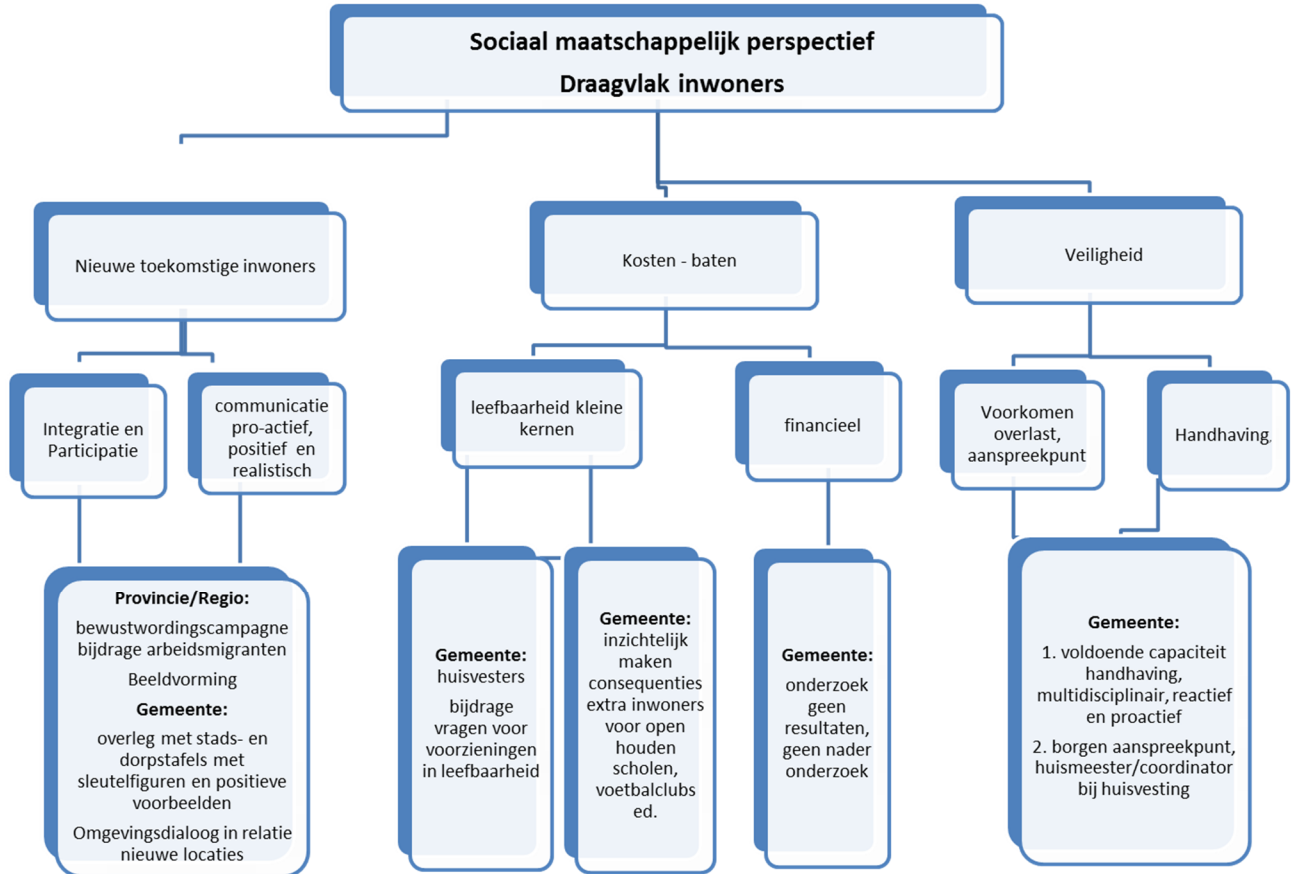 Sociaal maatschappelijk perspectief
Draagvlak inwoners
Nieuwe toekomstige inwoners
Kosten - baten
Veiligheid
Integratie en
Participatie
communicatie
pro-actief,
positief en
realistisch
leefbaarheid kleine
kernen
financieel
Voorkomen
overlast,
aanspreekpunt
Handhaving.
Provincie/Regio:
bewustwordingscampagne
bijdrage arbeidsmigranten
Beeldvorming
Gemeente:
overleg met stads- en
dorpstafels met
sleutelfiguren en positieve
voorbeelden
Omgevingsdialoog in relatie
nieuwe locaties
Gemeente:
huisvesters
bijdrage
vragen voor
voorzieningen
in leefbaarheid
Gemeente:
inzichtelijk
maken
consequenties
extra inwoners
voor open
houden
scholen,
voetbalclubs
ed.
Gemeente:
onderzoek
geen
resultaten,
geen nader
onderzoek
Gemeente:
1. voldoende capaciteit
handhaving,
multidisciplinair, reactief
en proactief
2. borgen aanspreekpunt,
huismeester/coordinator
bij huisvesting